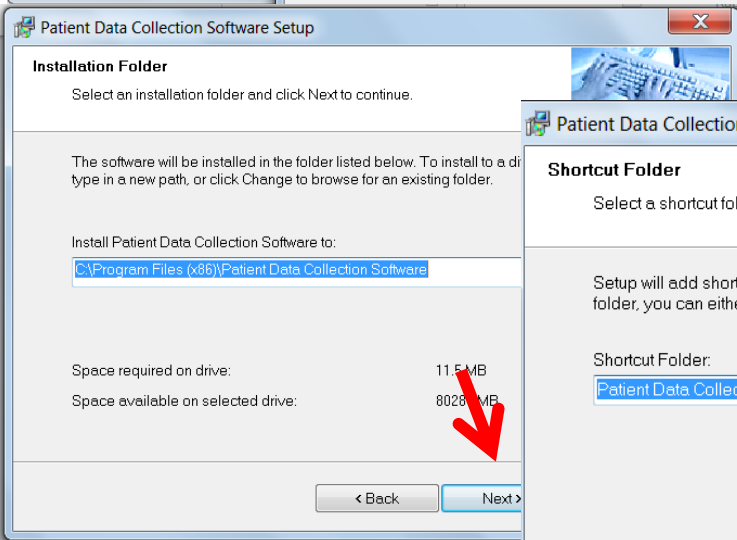 Patient Data Collection Software Setup
Installation Folder
Select an installation folder and click Next to continue.
The software will be installed in the folder listed below. To install to a di
type in a new path, or click Change to browse for an existing folder.
Install Patient Data Collection Software to:
C:\Program Files (x86)\Patient Data Collection Software
Space required on drive:
11.5 MB
Space available on selected drive:
MB
< Back
Next >
Patient Data Collection
Shortcut Folder
Select a shortcut fol
Setup will add short
folder, you can eithe
Shortcut Folder:
Patient Data Collec